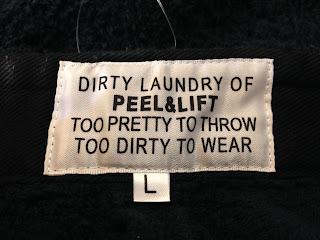 DIRTY LAUNDRY OF
PEEL&LIFT
TOO PRETTY TO THROW
TOO DIRTY TO WEAR
L